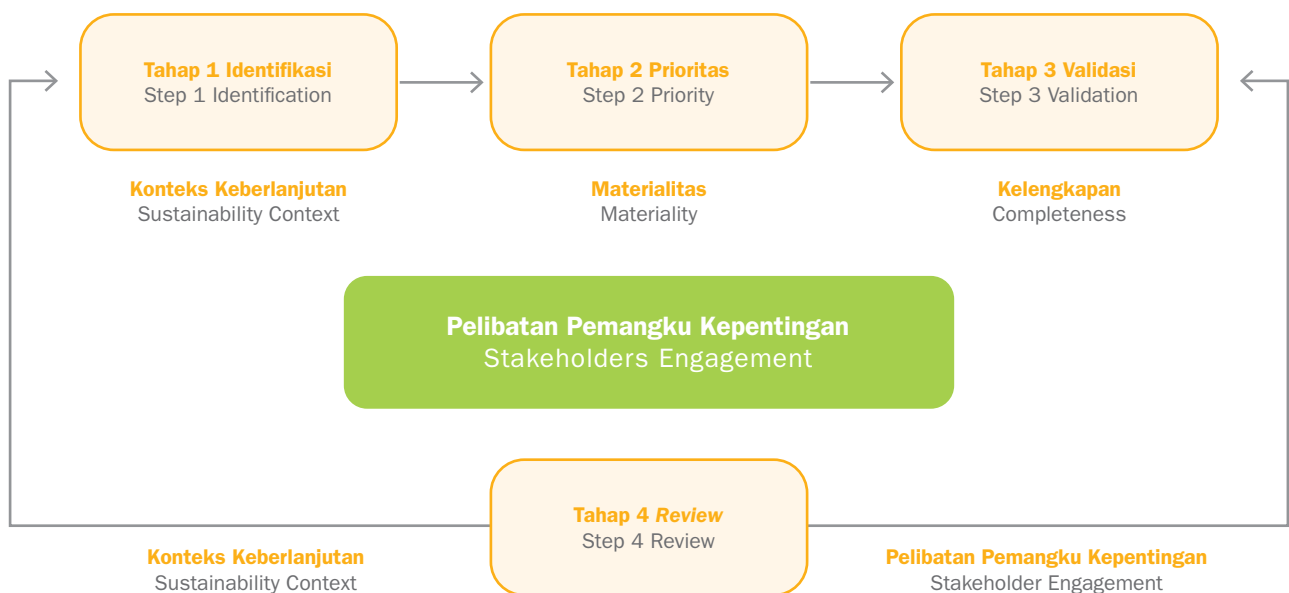 Tahap 1 Identifikasi
Step 1 Identification
Tahap 2 Prioritas
Step 2 Priority
Tahap 3 Validasi
Step 3 Validation
Konteks Keberlanjutan
Sustainability Context
Materialitas
Materiality
Kelengkapan
Completeness
Pelibatan Pemangku Kepentingan
Stakeholders Engagement
Tahap 4 Review
Step 4 Review
Konteks Keberlanjutan
Sustainability Context
Pelibatan Pemangku Kepentingan
Stakeholder Engagement